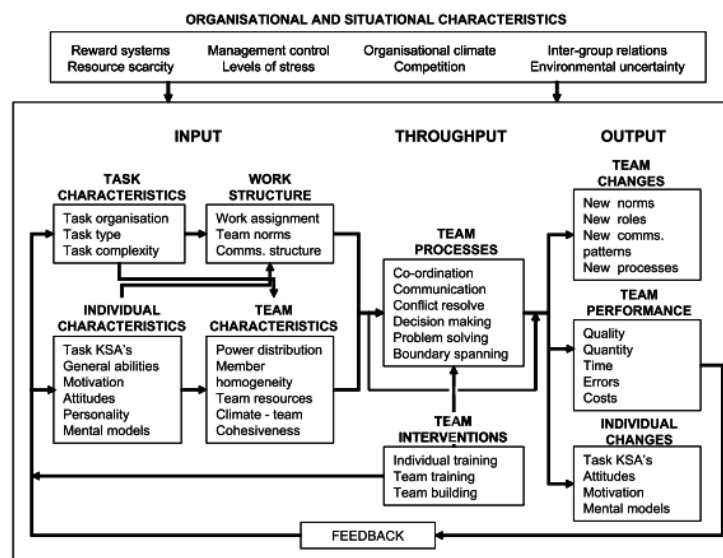 ORGANISATIONAL AND SITUATIONAL CHARACTERISTICS
Reward systems
Resource scarcity
Management control
Levels of stress
Organisational climate
Competition
Inter-group relations
Environmental uncertainty
INPUT
THROUGHPUT
OUTPUT
TASK
CHARACTERISTICS
Task organisation
Task type
Task complexity
WORK
STRUCTURE
Work assignment
Team norms
Comms. structure
INDIVIDUAL
CHARACTERISTICS
Task KSA's
General abilities
Motivation
Attitudes
Personality
Mental models
TEAM
CHARACTERISTICS
Power distribution
Member
homogeneity
Team resources
Climate - team
Cohesiveness
TEAM
PROCESSES
Co-ordination
Communication
Conflict resolve
Decision making
Problem solving
Boundary spanning
TEAM
INTERVENTIONS
Individual training
Team training
Team building
TEAM
CHANGES
New norms
New roles
New comms.
patterns
New processes
TEAM
PERFORMANCE
Quality
Quantity
Time
Errors
Costs
INDIVIDUAL
CHANGES
Task KSA's
Attitudes
Motivation
Mental models
FEEDBACK